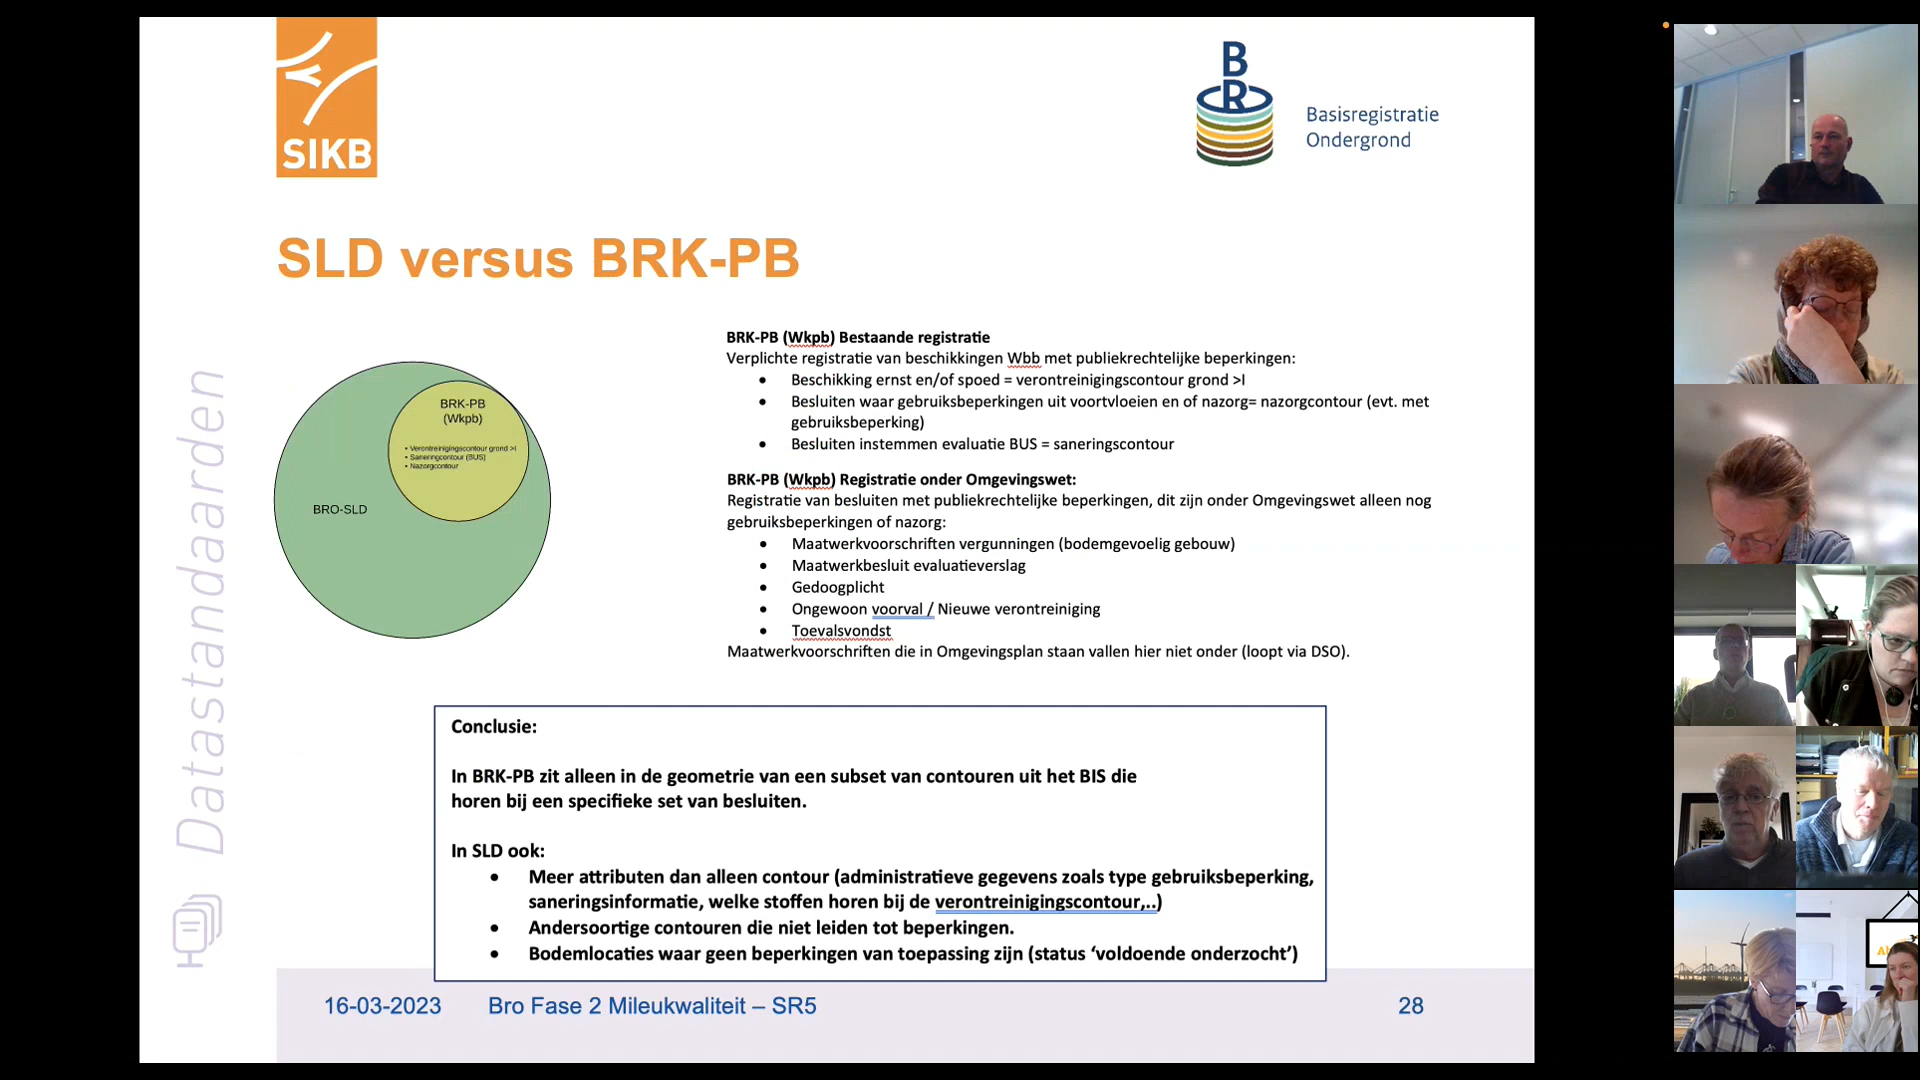 SIKB
B
R
Basisregistratie
Ondergrond
SLD versus BRK-PB
Datastandaarden
BRK-PB
(Wkpb)
• Verontreinigingscontour grond >I
• Saneringcontour (BUS)
• Nazorgcontour
BRO-SLD
BRK-PB (Wkpb) Bestaande registratie
Verplichte registratie van beschikkingen Wbb met publiekrechtelijke beperkingen:
• Beschikking ernst en/of spoed = verontreinigingscontour grond >I
• Besluiten waar gebruiksbeperkingen uit voortvloeien en of nazorg= nazorgcontour (evt. met
gebruiksbeperking)
• Besluiten instemmen evaluatie BUS = saneringscontour
BRK-PB (Wkpb) Registratie onder Omgevingswet:
Registratie van besluiten met publiekrechtelijke beperkingen, dit zijn onder Omgevingswet alleen nog
gebruiksbeperkingen of nazorg:
• Maatwerkvoorschriften vergunningen (bodemgevoelig gebouw)
• Maatwerkbesluit evaluatieverslag
• Gedoogplicht
• Ongewoon voorval / Nieuwe verontreiniging
• Toevalsvondst
Maatwerkvoorschriften die in Omgevingsplan staan vallen hier niet onder (loopt via DSO).
Conclusie:
In BRK-PB zit alleen in de geometrie van een subset van contouren uit het BIS die
horen bij een specifieke set van besluiten.
In SLD ook:
• Meer attributen dan alleen contour (administratieve gegevens zoals type gebruiksbeperking,
saneringsinformatie, welke stoffen horen bij de verontreinigingscontour,..)
• Andersoortige contouren die niet leiden tot beperkingen.
• Bodemlocaties waar geen beperkingen van toepassing zijn (status ‘voldoende onderzocht’)
16-03-2023
Bro Fase 2 Mileukwaliteit – SR5
28